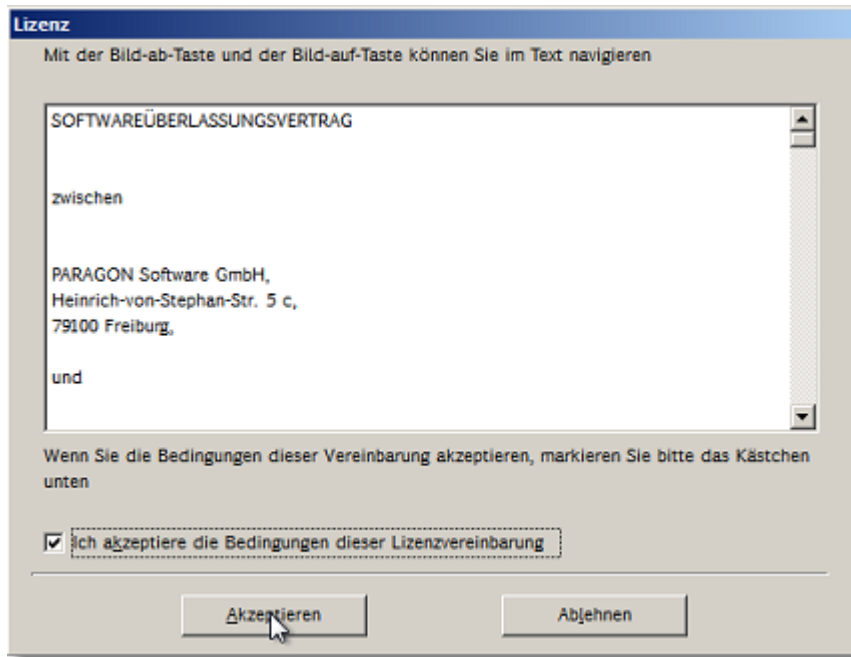 Lizenz
Mit der Bild-ab-Taste und der Bild-auf-Taste können Sie im Text navigieren
SOFTWAREÜBERLASSUNGSVERTRAG
zwischen
PARAGON Software GmbH,
Heinrich-von-Stephan-Str. 5 c,
79100 Freiburg,
und
Wenn Sie die Bedingungen dieser Vereinbarung akzeptieren, markieren Sie bitte das Kästchen
unten
Ich akzeptiere die Bedingungen dieser Lizenzvereinbarung
Akzeptieren
Ablehnen